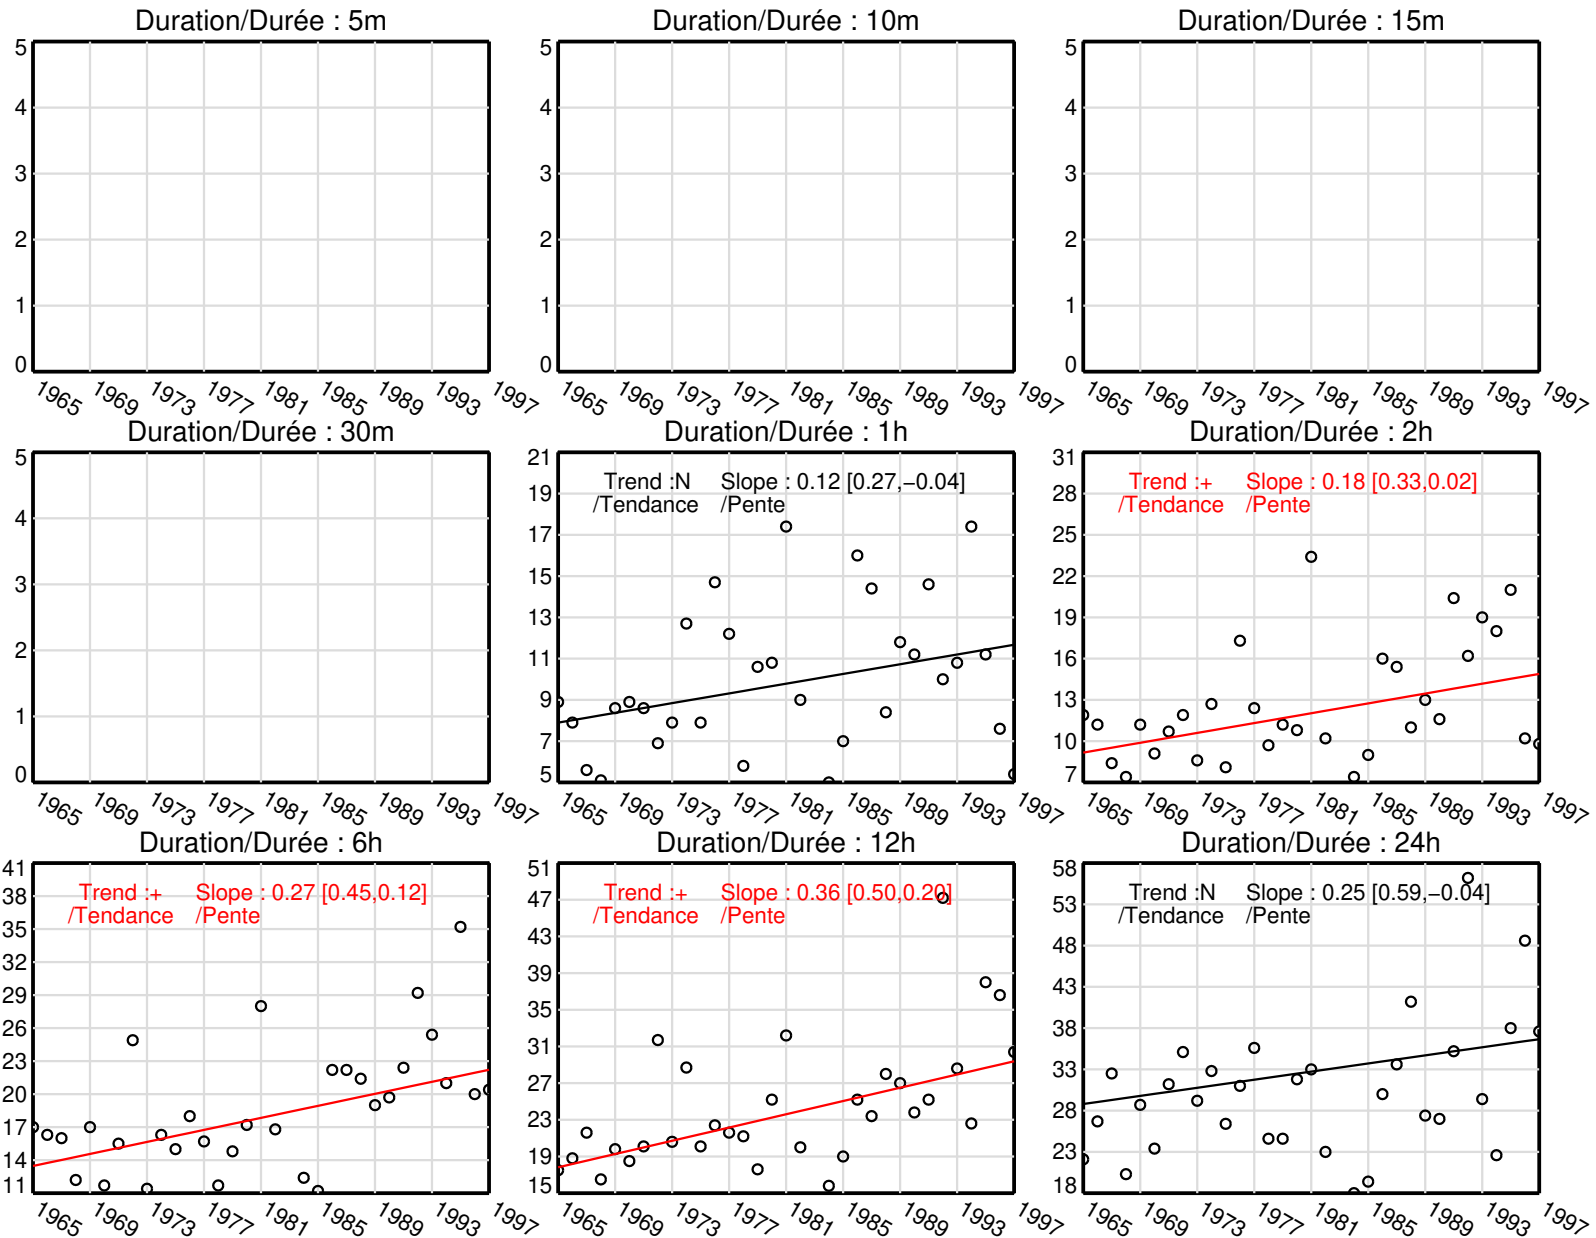 Duration/Durée : 5m
5
4
3
2
1
0
1965 1969 1973 1977 1981 1985 1989 1993 1997
Duration/Durée : 10m
5
4
3
2
1
0
1965 1969 1973 1977 1981 1985 1989 1993 1997
Duration/Durée : 15m
5
4
3
2
1
0
1965 1969 1973 1977 1981 1985 1989 1993 1997
Duration/Durée : 30m
5
4
3
2
1
0
1965 1969 1973 1977 1981 1985 1989 1993 1997
Duration/Durée : 1h
Trend :N Slope : 0.12 [0.27,−0.04]
/Tendance /Pente
21
19
17
15
13
11
9
7
5
1965 1969 1973 1977 1981 1985 1989 1993 1997
Duration/Durée : 2h
Trend :+ Slope : 0.18 [0.33,0.02]
/Tendance /Pente
31
28
25
22
19
16
13
10
7
1965 1969 1973 1977 1981 1985 1989 1993 1997
Duration/Durée : 6h
Trend :+ Slope : 0.27 [0.45,0.12]
/Tendance /Pente
41
38
35
32
29
26
23
20
17
14
11
1965 1969 1973 1977 1981 1985 1989 1993 1997
Duration/Durée : 12h
Trend :+ Slope : 0.36 [0.50,0.20]
/Tendance /Pente
51
47
43
39
35
31
27
23
19
15
1965 1969 1973 1977 1981 1985 1989 1993 1997
Duration/Durée : 24h
Trend :N Slope : 0.25 [0.59,−0.04]
/Tendance /Pente
58
53
48
43
38
33
28
23
18
1965 1969 1973 1977 1981 1985 1989 1993 1997